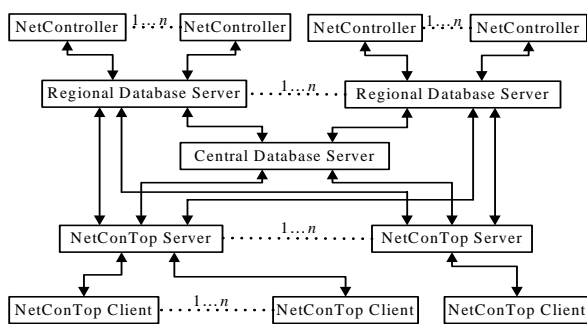 NetController 1...n NetController NetController 1...n NetController
Regional Database Server 1...n Regional Database Server
Central Database Server
1...n
NetConTop Server NetConTop Server
1...n
NetConTop Client NetConTop Client NetConTop Client